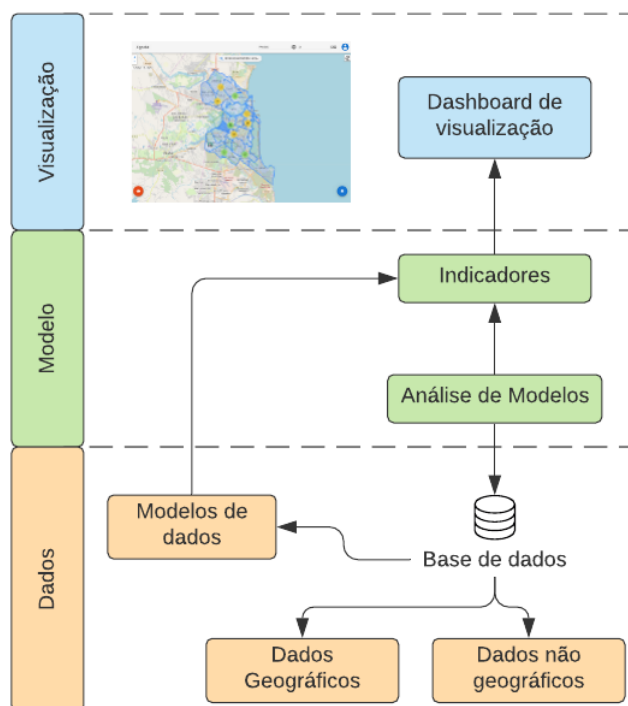 Visualização
Dashboard de
visualização
Modelo
Indicadores
Análise de Modelos
Dados
Modelos de
dados
Base de dados
Dados
Geográficos
Dados não
geográficos